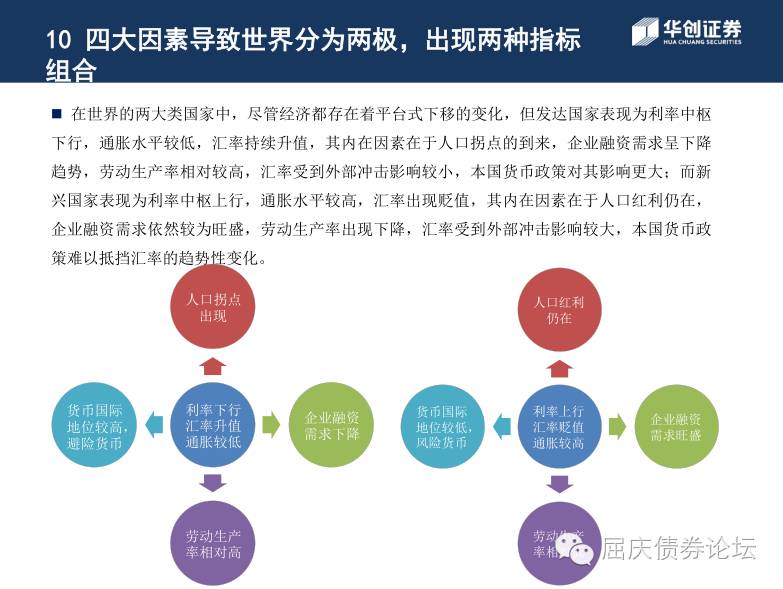 10 四大因素导致世界分为两极，出现两种指标
组合
华创证券
HUA CHUANG SECURITIES
■ 在世界的两大类国家中，尽管经济都存在着平台式下移的变化，但发达国家表现为利率中枢
下行，通胀水平较低，汇率持续升值，其内在因素在于人口拐点的到来，企业融资需求呈下降
趋势，劳动生产率相对较高，汇率受到外部冲击影响较小，本国货币政策对其影响更大；而新
兴国家表现为利率中枢上行，通胀水平较高，汇率出现贬值，其内在因素在于人口红利仍在，
企业融资需求依然较为旺盛，劳动生产率出现下降，汇率受到外部冲击影响较大，本国货币政
策难以抵挡汇率的趋势性变化。
人口拐点
出现
货币国际
地位较高，
避险货币
利率下行
汇率升值
通胀较低
企业融资
需求下降
劳动生产
率相对高
人口红利
仍在
货币国际
地位较低，
风险货币
利率上行
汇率贬值
通胀较高
企业融资
需求旺盛
劳动生产
率相
屈庆债券论坛